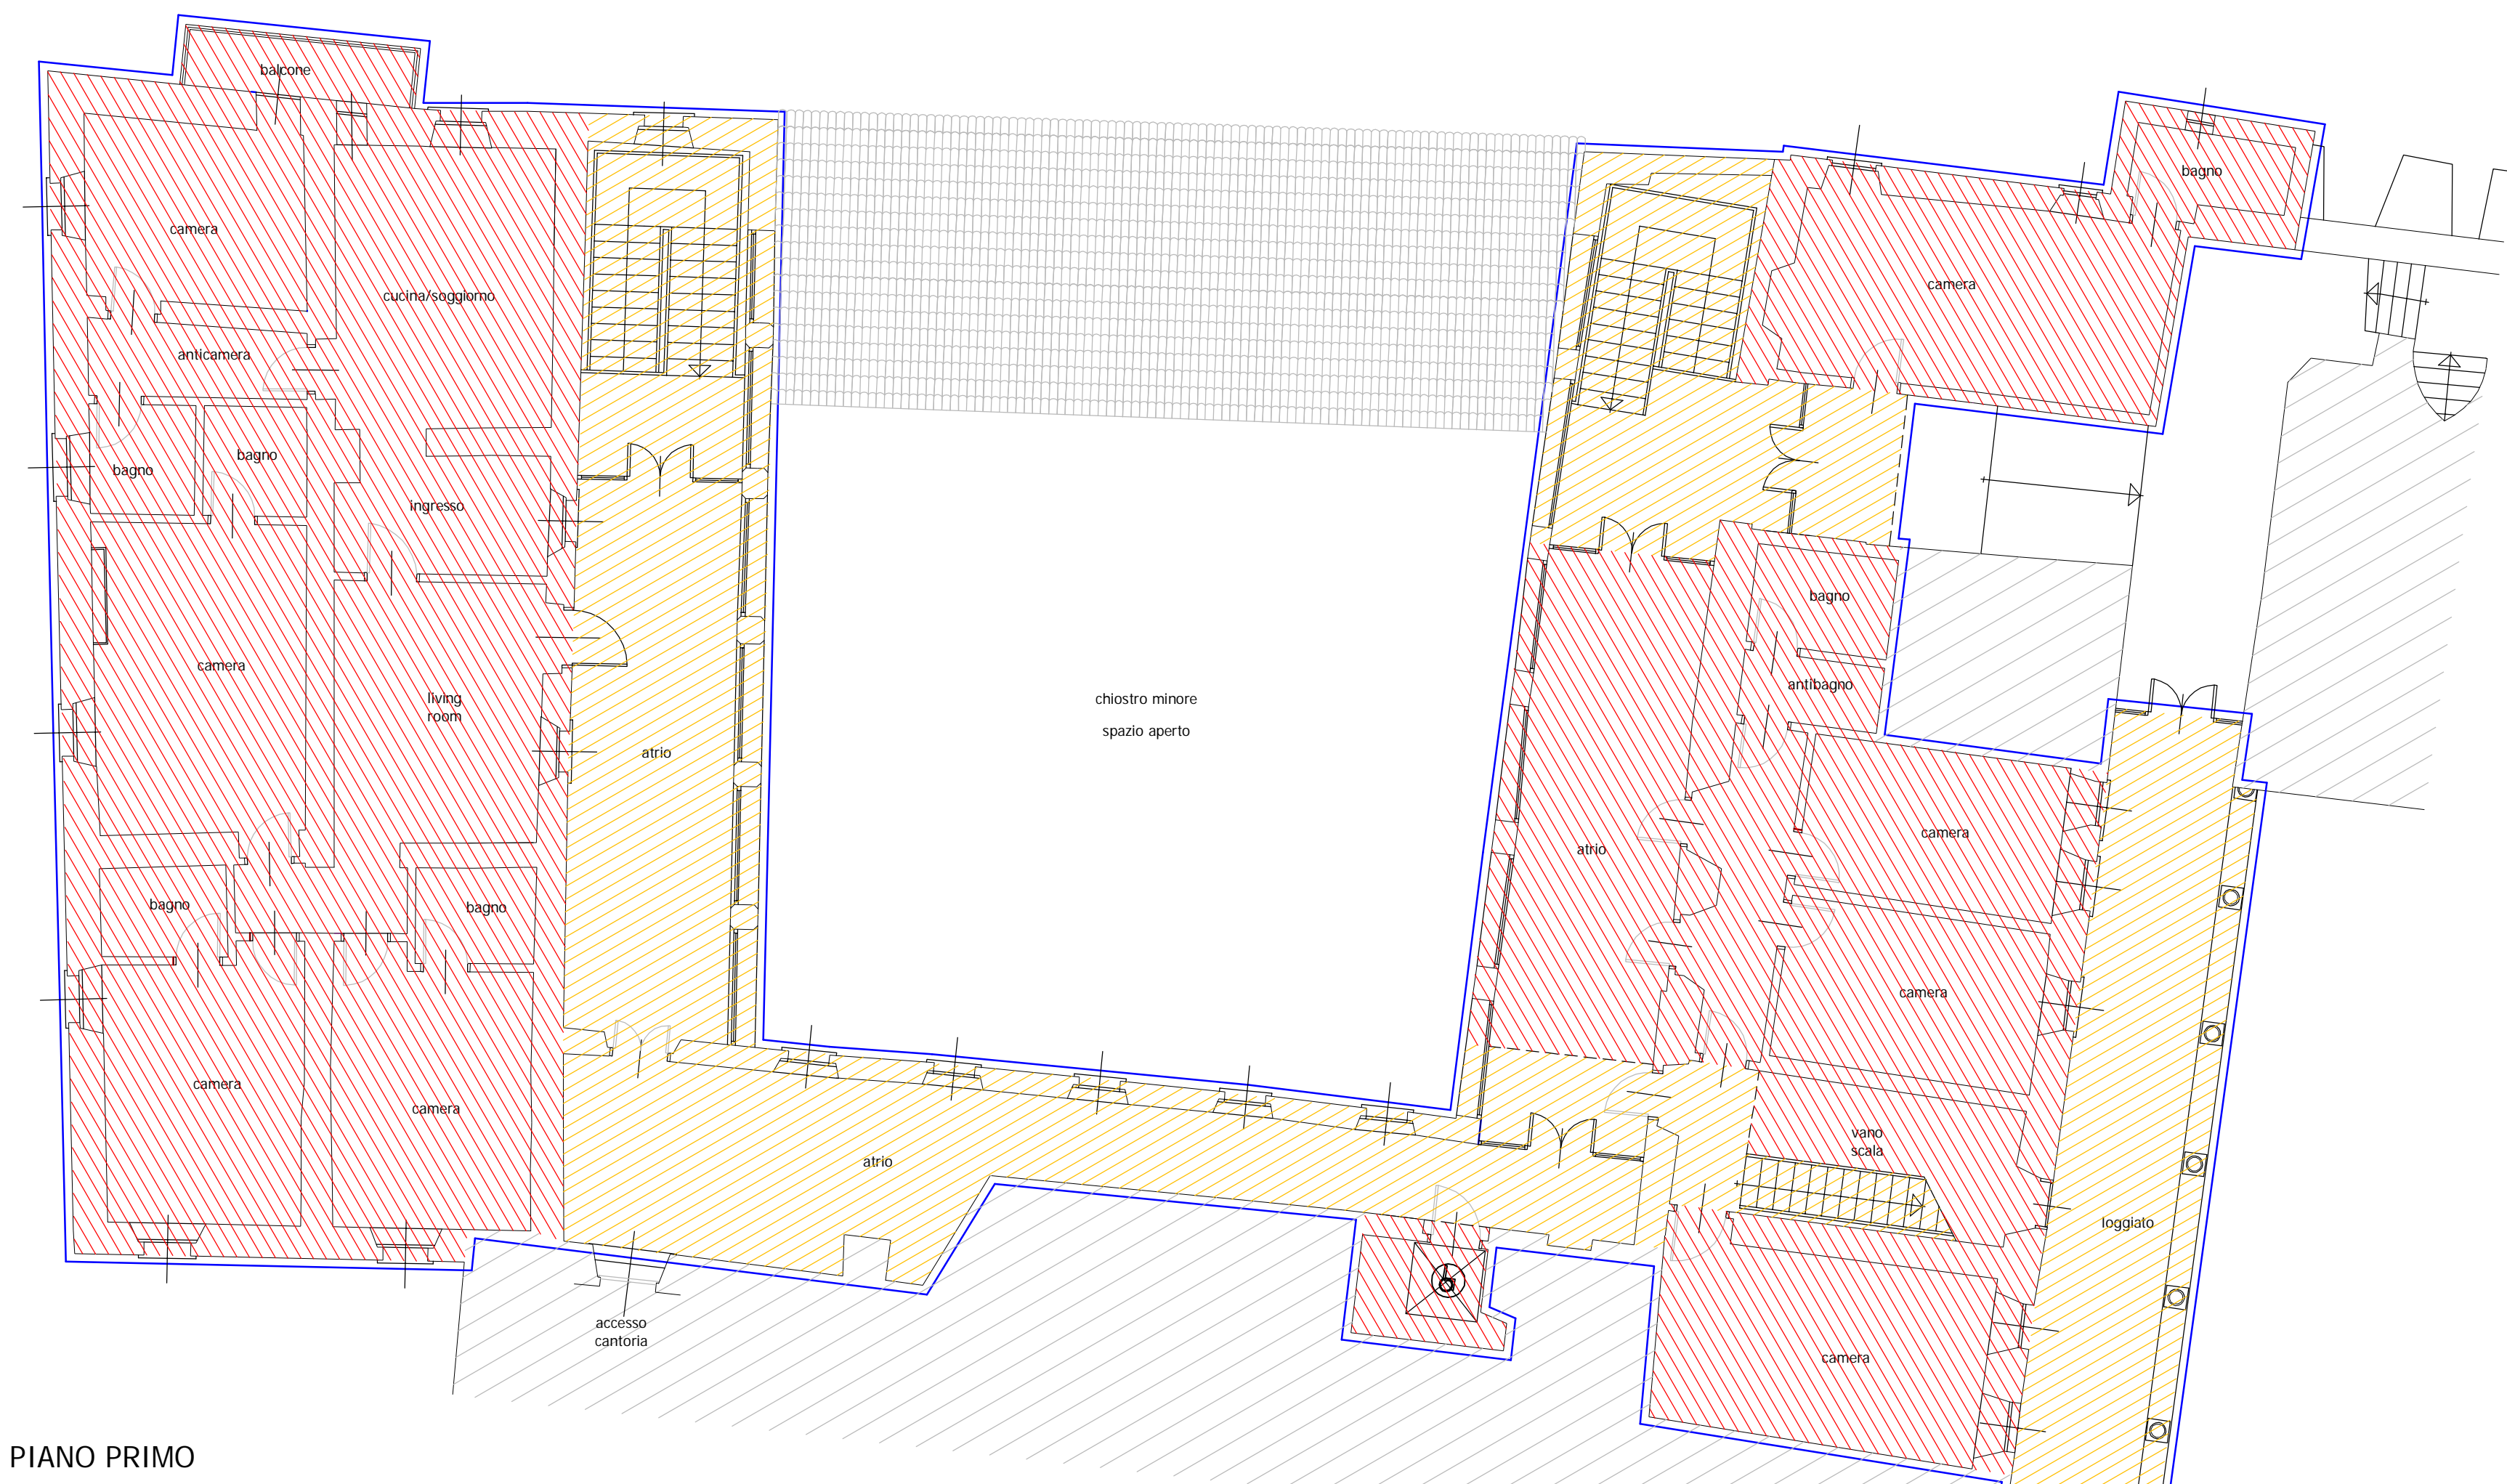 balcone
bagno
camera
camera
cucina/soggiorno
anticamera
bagno
bagno
ingresso
bagno
camera
antibagno
living
room
chiostro minore
spazio aperto
atrio
camera
atrio
bagno
bagno
camera
camera
camera
vano
scala
atrio
loggiato
accesso
cantoria
camera
PIANO PRIMO